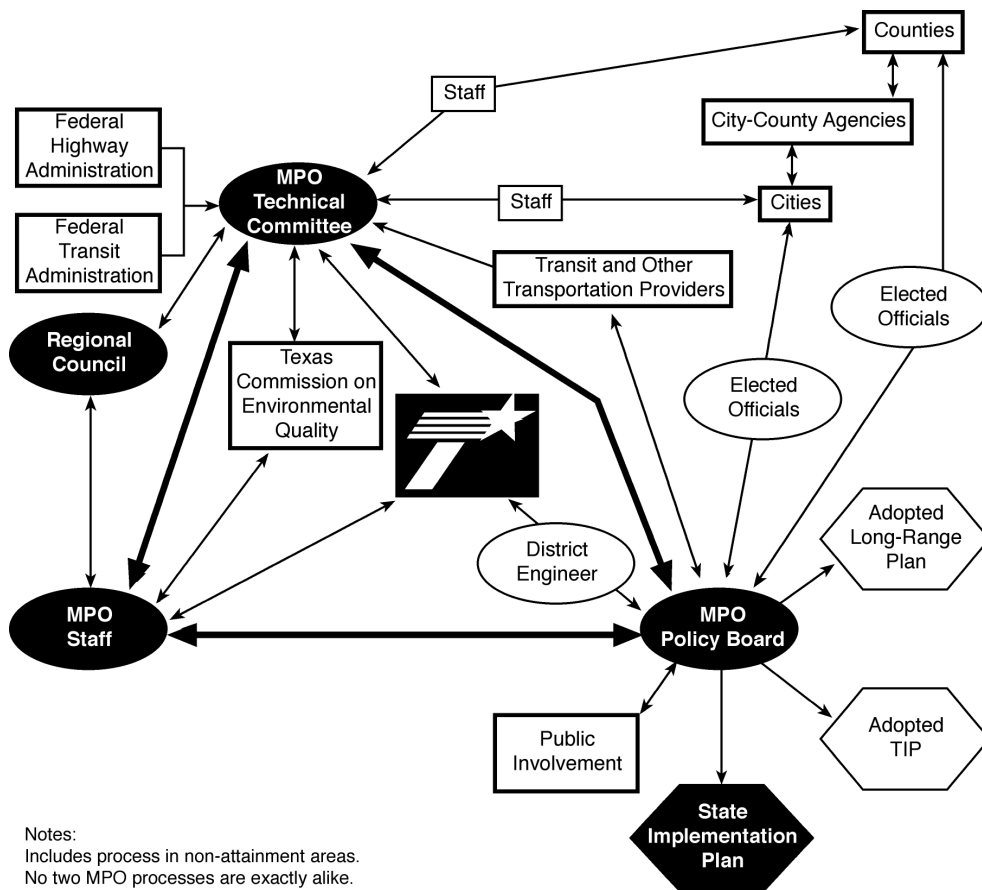 Counties
Staff
City-County Agencies
Federal
Highway
Administration
MPO
Technical
Committee
Staff
Cities
Federal
Transit
Administration
Transit and Other
Transportation Providers
Elected
Officials
Regional
Council
Texas
Commission on
Environmental
Quality
Elected
Officials
Adopted
Long-Range
Plan
District
Engineer
MPO
Staff
MPO
Policy Board
Public
Involvement
Adopted
TIP
State
Implementation
Plan
Notes:
Includes process in non-attainment areas.
No two MPO processes are exactly alike.